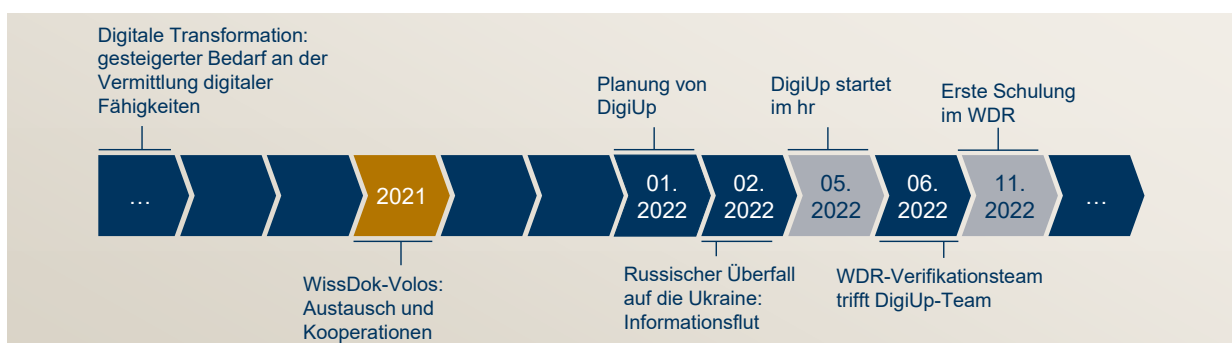 Digitale Transformation:
gesteigerter Bedarf an der
Vermittlung digitaler
Fähigkeiten
Planung von
DigiUp
DigiUp startet
im hr
Erste Schulung
im WDR
...
2021
01.
2022
02.
2022
05.
2022
06.
2022
11.
2022
...
WissDok-Volos:
Austausch und
Kooperationen
Russischer Überfall
auf die Ukraine:
Informationsflut
WDR-Verifikationsteam
trifft DigiUp-Team